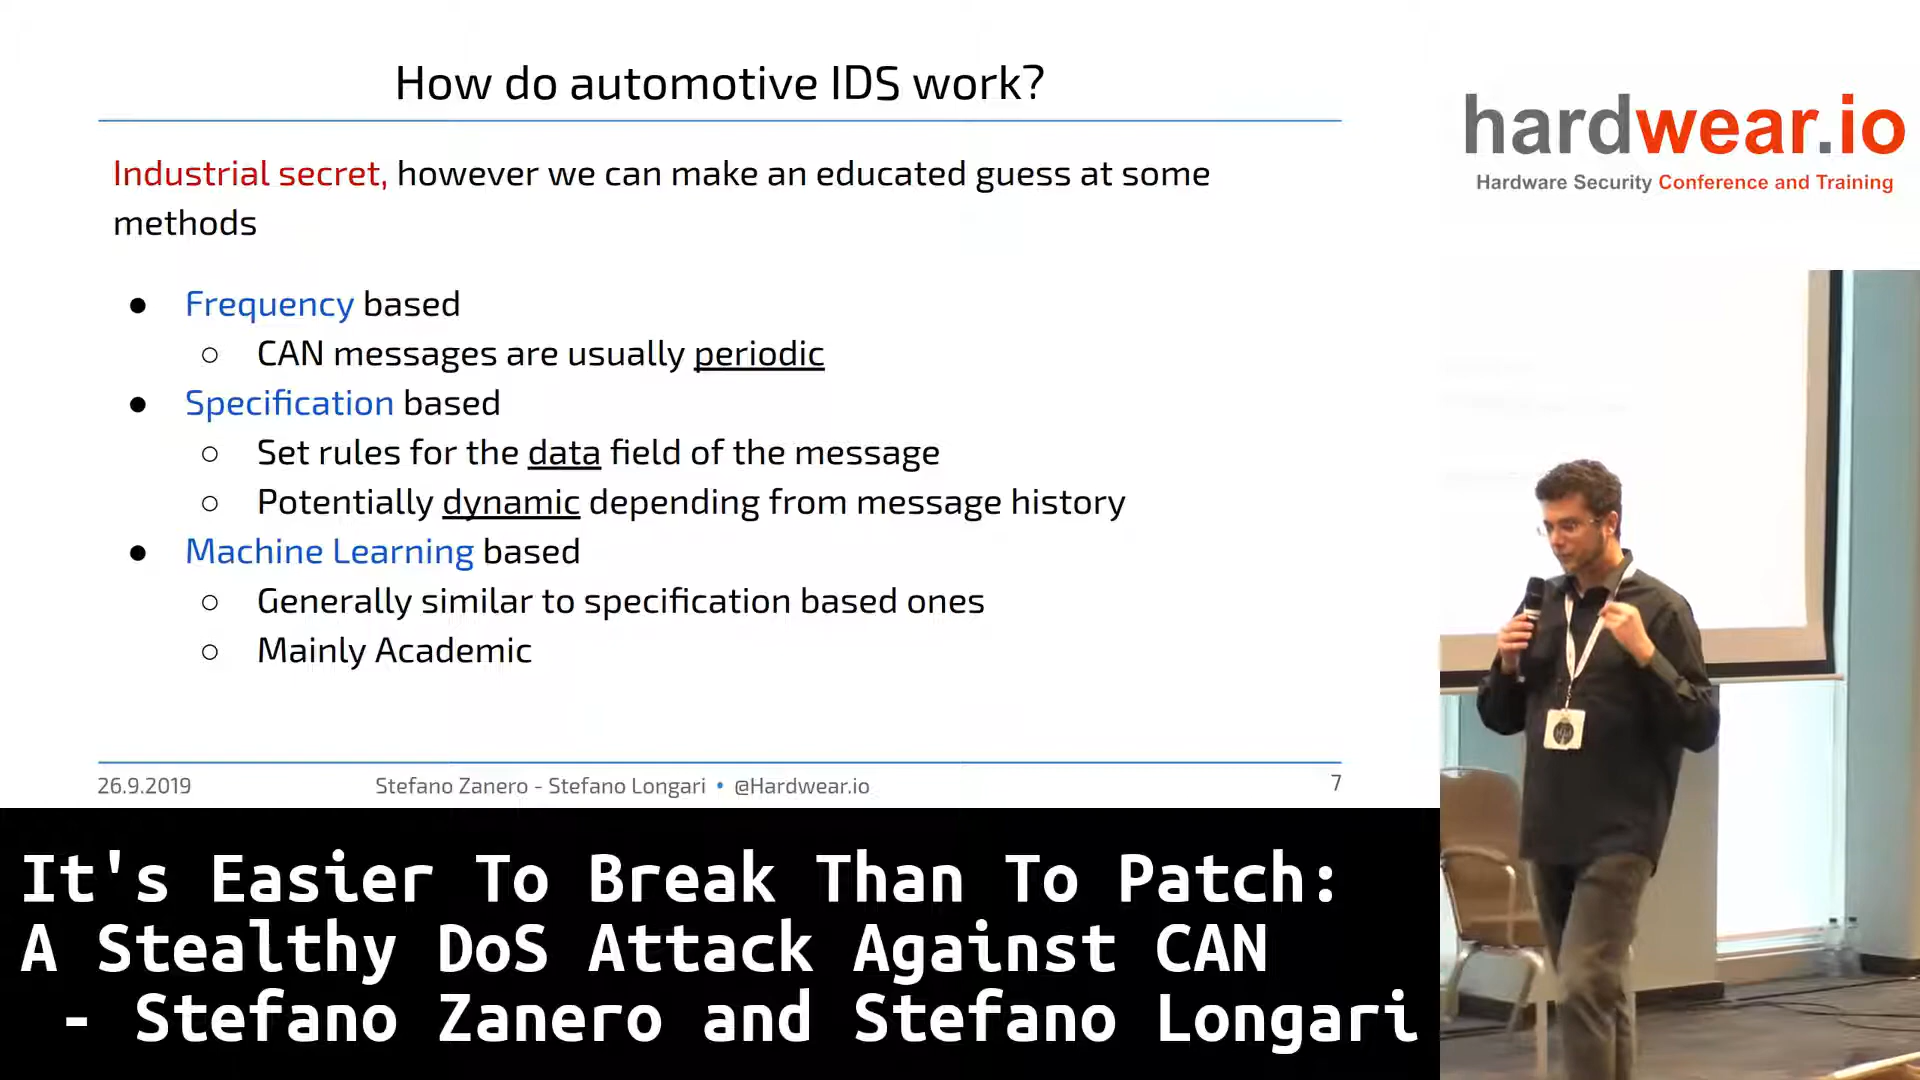 How do automotive IDS work?
Industrial secret, however we can make an educated guess at some
methods
● Frequency based
○ CAN messages are usually periodic
● Specification based
○ Set rules for the data field of the message
○ Potentially dynamic depending from message history
● Machine Learning based
○ Generally similar to specification based ones
○ Mainly Academic
26.9.2019 Stefano Zanero - Stefano Longari • @Hardwear.io 7
hardwear.io
Hardware Security Conference and Training
It's Easier To Break Than To Patch:
A Stealthy DoS Attack Against CAN
- Stefano Zanero and Stefano Longari